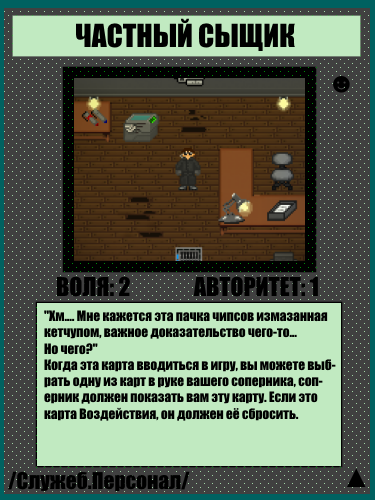 ЧАСТНЫЙ СЫЩИК
ВОЛЯ: 2 АВТОРИТЕТ: 1
"Хм.... Мне кажется эта пачка чипсов измазанная
кетчупом, важное доказательство чего-то...
Но чего?"
Когда эта карта вводиться в игру, вы можете выб-
рать одну из карт в руке вашего соперника, соп-
ерник должен показать вам эту карту. Если это
карта Воздействия, он должен её сбросить.
/Служеб.Персонал/